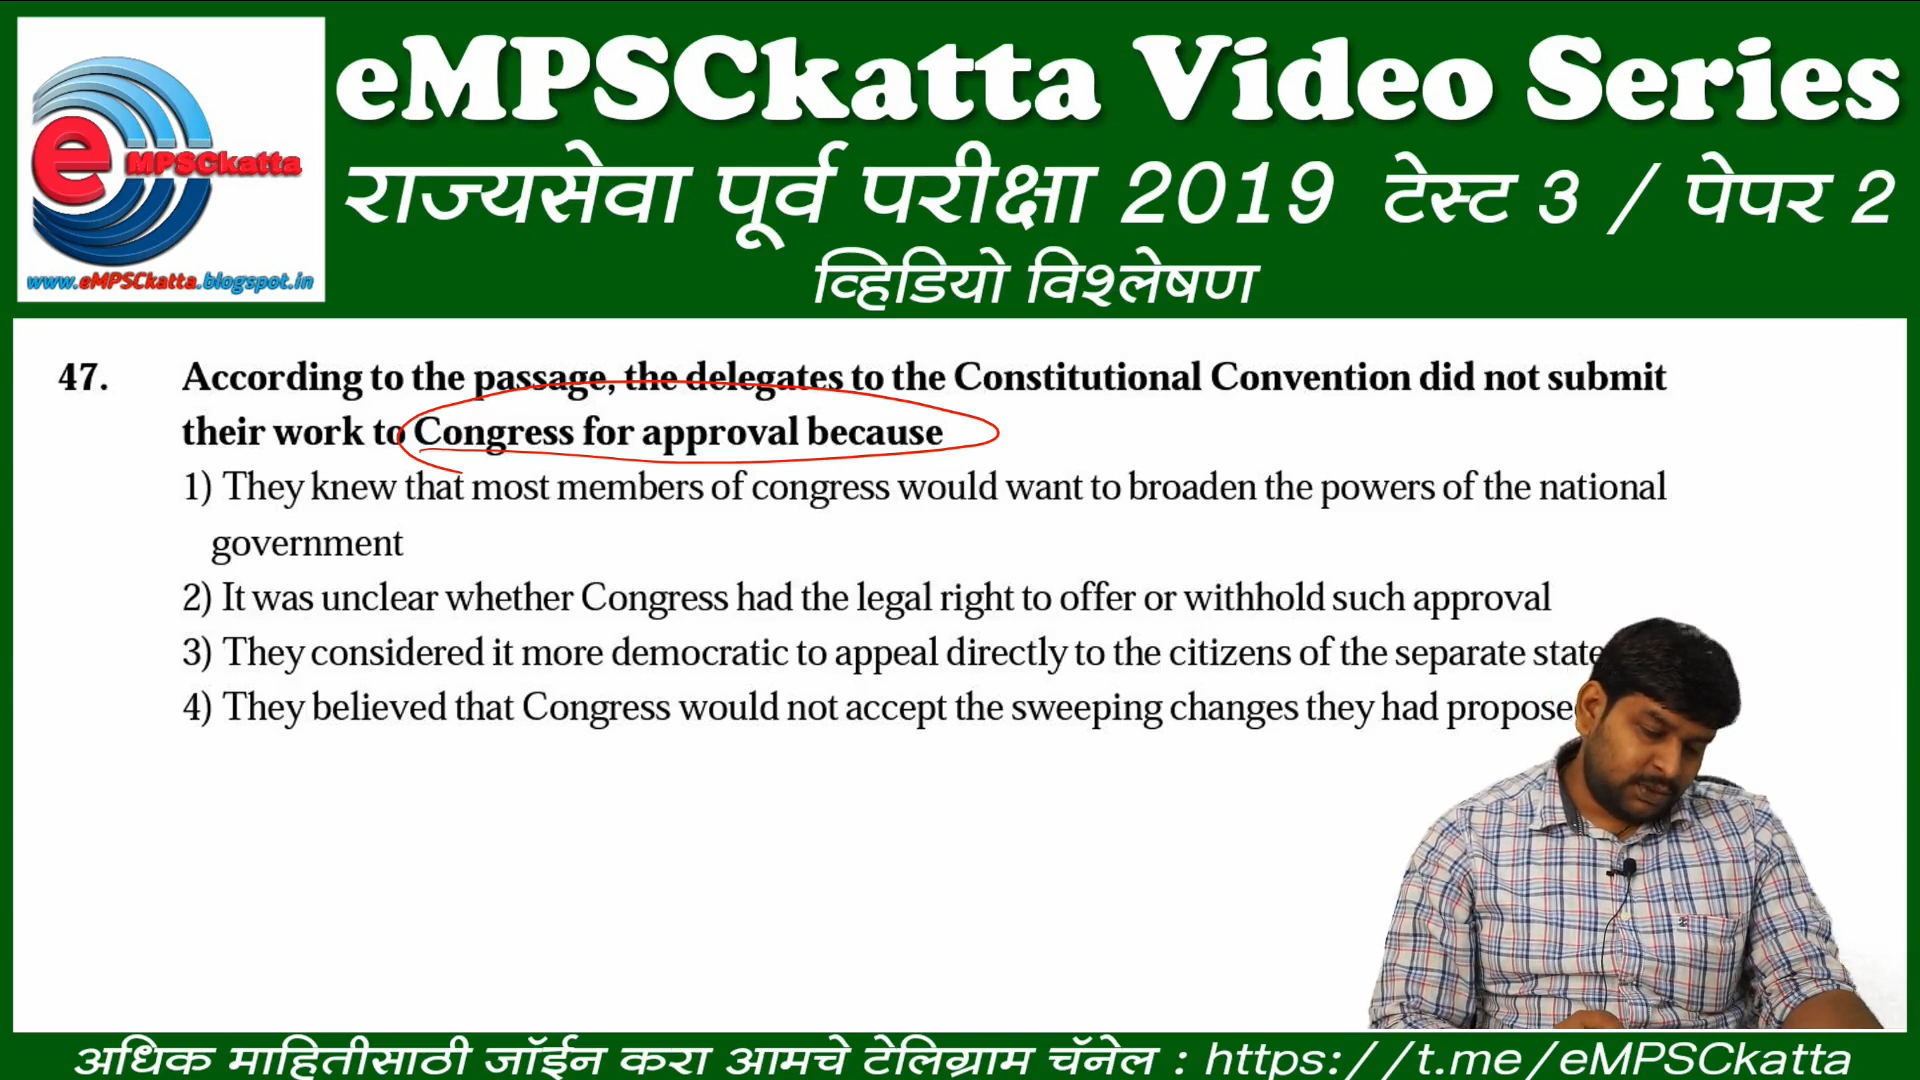 eMPSCkatta Video Series
e MPSCkatta
राज्यसेवा पूर्व परीक्षा 2019 टेस्ट 3 / पेपर 2
www.eMPSCkatta.blogspot.in
व्हिडियो विश्लेषण
47. According to the passage, the delegates to the Constitutional Convention did not submit
their work to Congress for approval because
1) They knew that most members of congress would want to broaden the powers of the national
government
2) It was unclear whether Congress had the legal right to offer or withhold such approval
3) They considered it more democratic to appeal directly to the citizens of the separate state
4) They believed that Congress would not accept the sweeping changes they had propose
अधिक माहितीसाठी जॉईन करा आमचे टेलिग्राम चॅनेल : https://t.me/eMPSCkatta